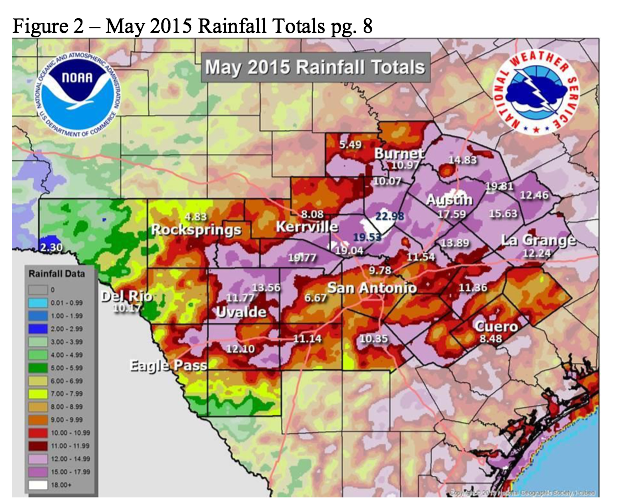 Figure 2 – May 2015 Rainfall Totals pg. 8
NATIONAL OCEANIC AND ATMOSPHERIC ADMINISTRATION
NOAA
U.S. DEPARTMENT OF COMMERCE
May 2015 Rainfall Totals
NATIONAL WEATHER SERVICE
5.49
Burnet
10.97
14.83
10.07
19.81
12.46
Austin
17.59
15.63
4.83
Rocksprings
8.08
Kerrville
22.98
19.53
2.30
19.77
19.04
13.89
La Grange
12.24
11.54
9.78
Rainfall Data
0
0.01 - 0.99
1.00 - 1.99
2.00 - 2.99
3.00 - 3.99
4.00 - 4.99
5.00 - 5.99
6.00 - 6.99
7.00 - 7.99
8.00 - 8.99
9.00 - 9.99
10.00 - 10.99
11.00 - 11.99
12.00 - 14.99
15.00 - 17.99
18.00+
Del Rio
10.17
13.56
11.77
Uvalde
6.67
San Antonio
11.36
Cuero
8.48
11.14
10.35
12.10
Eagle Pass